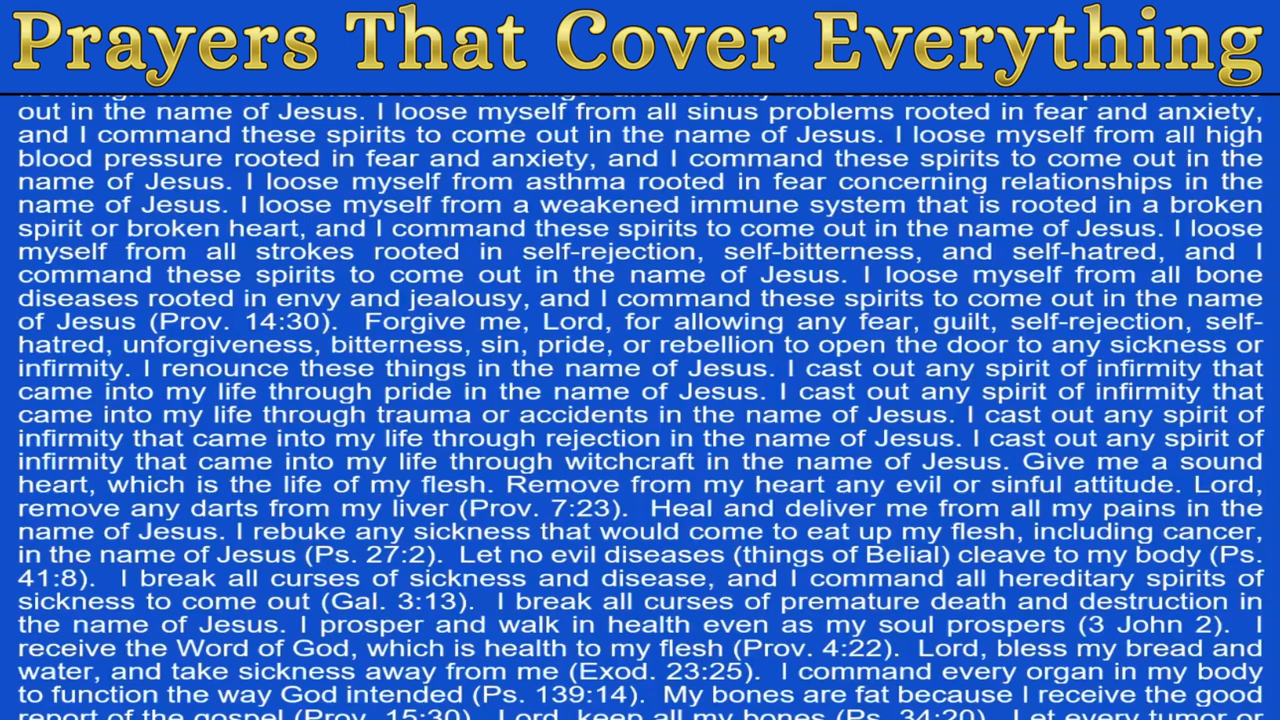 Prayers That Cover Everything
out in the name of Jesus. I loose myself from all sinus problems rooted in fear and anxiety,
and I command these spirits to come out in the name of Jesus. I loose myself from all high
blood pressure rooted in fear and anxiety, and I command these spirits to come out in the
name of Jesus. I loose myself from asthma rooted in fear concerning relationships in the
name of Jesus. I loose myself from a weakened immune system that is rooted in a broken
spirit or broken heart, and I command these spirits to come out in the name of Jesus. I loose
myself from all strokes rooted in self-rejection, self-bitterness, and self-hatred, and I
command these spirits to come out in the name of Jesus. I loose myself from all bone
diseases rooted in envy and jealousy, and I command these spirits to come out in the name
of Jesus (Prov. 14:30). Forgive me, Lord, for allowing any fear, guilt, self-rejection, self-
hatred, unforgiveness, bitterness, sin, pride, or rebellion to open the door to any sickness or
infirmity. I renounce these things in the name of Jesus. I cast out any spirit of infirmity that
came into my life through pride in the name of Jesus. I cast out any spirit of infirmity that
came into my life through trauma or accidents in the name of Jesus. I cast out any spirit of
infirmity that came into my life through rejection in the name of Jesus. I cast out any spirit of
infirmity that came into my life through witchcraft in the name of Jesus. Give me a sound
heart, which is the life of my flesh. Remove from my heart any evil or sinful attitude. Lord,
remove any darts from my liver (Prov. 7:23). Heal and deliver me from all my pains in the
name of Jesus. I rebuke any sickness that would come to eat up my flesh, including cancer,
in the name of Jesus (Ps. 27:2). Let no evil diseases (things of Belial) cleave to my body (Ps.
41:8). I break all curses of sickness and disease, and I command all hereditary spirits of
sickness to come out (Gal. 3:13). I break all curses of premature death and destruction in
the name of Jesus. I prosper and walk in health even as my soul prospers (3 John 2). I
receive the Word of God, which is health to my flesh (Prov. 4:22). Lord, bless my bread and
water, and take sickness away from me (Exod. 23:25). I command every organ in my body
to function the way God intended (Ps. 139:14). My bones are fat because I receive the good
report of the gospel (Prov. 15:30). Lord, keep all my bones (Ps. 34:20). Let every tumor or